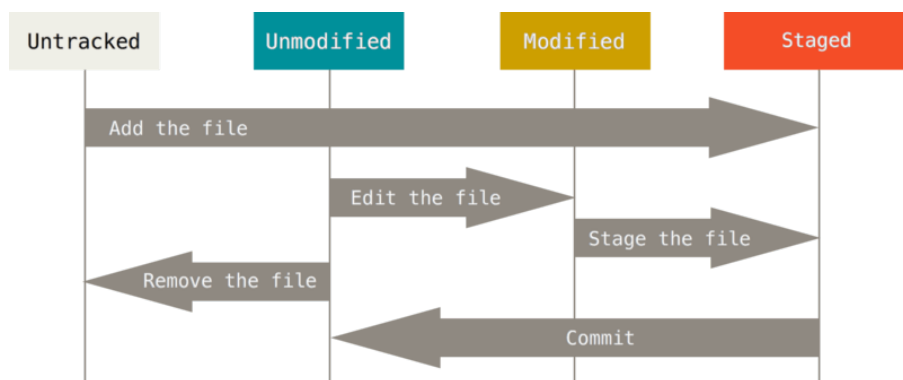 Untracked
Unmodified
Modified
Staged
Add the file
Edit the file
Stage the file
Remove the file
Commit